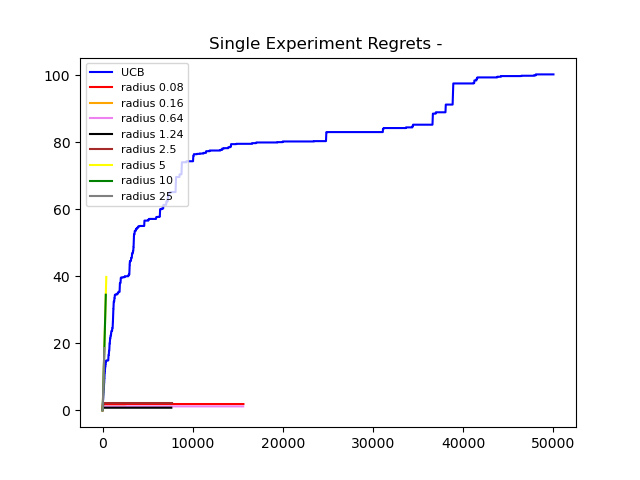 Single Experiment Regrets -
100
80
60
40
20
0
UCB
radius 0.08
radius 0.16
radius 0.64
radius 1.24
radius 2.5
radius 5
radius 10
radius 25
0 10000 20000 30000 40000 50000